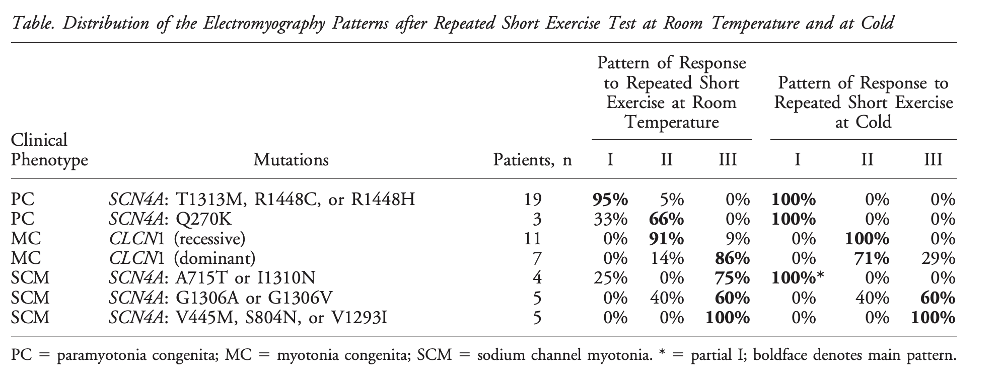 Table. Distribution of the Electromyography Patterns after Repeated Short Exercise Test at Room Temperature and at Cold
Pattern of Response
to Repeated Short
Exercise at Room
Temperature
Pattern of Response to
Repeated Short Exercise
at Cold
Clinical
Phenotype Mutations Patients, n I II III I II III
PC SCN4A: T1313M, R1448C, or R1448H 19 95% 5% 0% 100% 0% 0%
PC SCN4A: Q270K 3 33% 66% 0% 100% 0% 0%
MC CLCN1 (recessive) 11 0% 91% 9% 0% 100% 0%
MC CLCN1 (dominant) 7 0% 14% 86% 0% 71% 29%
SCM SCN4A: A715T or I1310N 4 25% 0% 75% 100%* 0% 0%
SCM SCN4A: G1306A or G1306V 5 0% 40% 60% 0% 40% 60%
SCM SCN4A: V445M, S804N, or V1293I 5 0% 0% 100% 0% 0% 100%
PC = paramyotonia congenita; MC = myotonia congenita; SCM = sodium channel myotonia. * = partial I; boldface denotes main pattern.